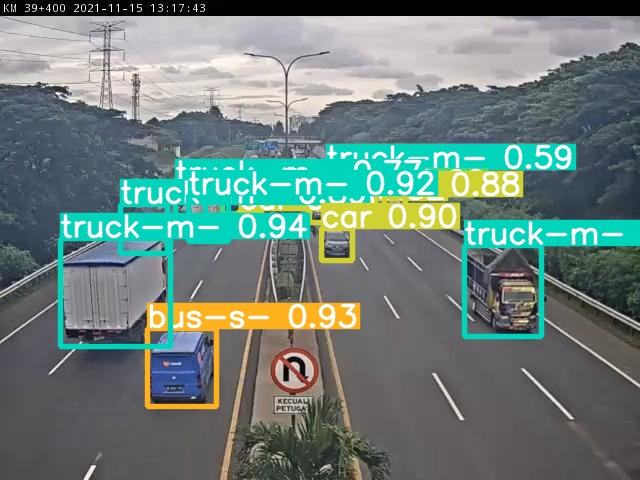 KM 39+400 2021-11-15 13:17:43
truck-m- 0.59
truck-m- 0.92
0.88
truck
car 0.90
truck-m- 0.94
truck-m-
bus-s- 0.93
KECUALI
PETUGAS